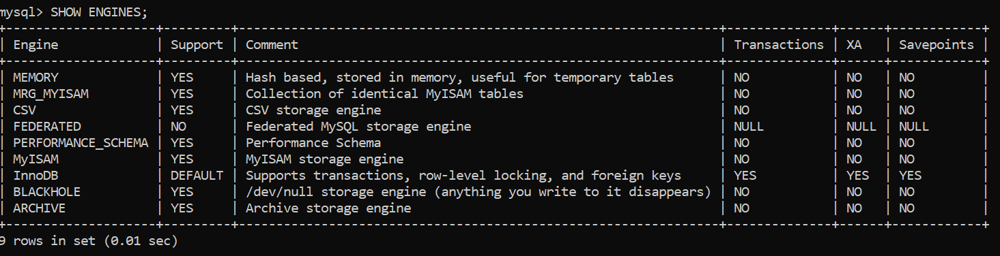 mysql> SHOW ENGINES;
+--------------------+---------+----------------------------------------------------------------+--------------+------+------------+
| Engine             | Support | Comment                                                        | Transactions | XA   | Savepoints |
+--------------------+---------+----------------------------------------------------------------+--------------+------+------------+
| MEMORY             | YES     | Hash based, stored in memory, useful for temporary tables      | NO           | NO   | NO         |
| MRG_MYISAM         | YES     | Collection of identical MyISAM tables                          | NO           | NO   | NO         |
| CSV                | YES     | CSV storage engine                                             | NO           | NO   | NO         |
| FEDERATED          | NO      | Federated MySQL storage engine                                 | NULL         | NULL | NULL       |
| PERFORMANCE_SCHEMA | YES     | Performance Schema                                             | NO           | NO   | NO         |
| MyISAM             | YES     | MyISAM storage engine                                          | NO           | NO   | NO         |
| InnoDB             | DEFAULT | Supports transactions, row-level locking, and foreign keys     | YES          | YES  | YES        |
| BLACKHOLE          | YES     | /dev/null storage engine (anything you write to it disappears) | NO           | NO   | NO         |
| ARCHIVE            | YES     | Archive storage engine                                         | NO           | NO   | NO         |
+--------------------+---------+----------------------------------------------------------------+--------------+------+------------+
9 rows in set (0.01 sec)